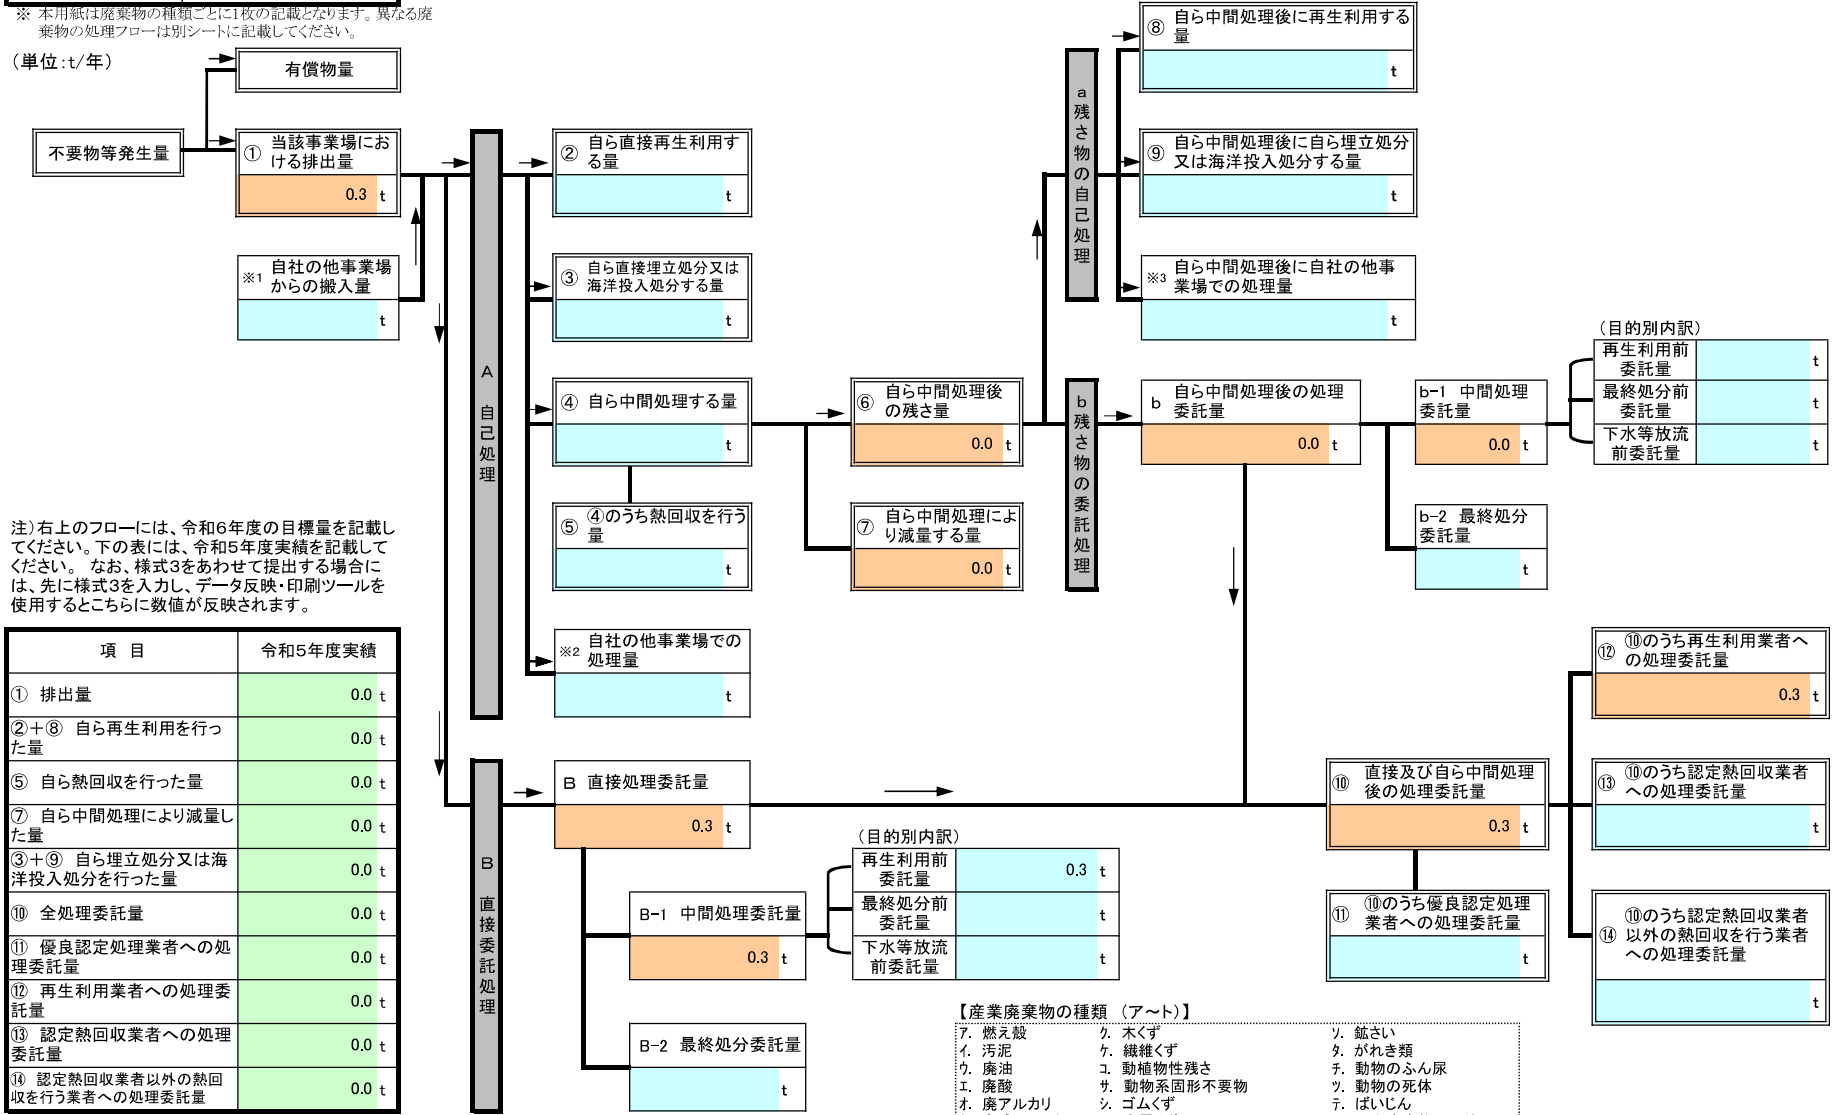 ※ 本用紙は廃棄物の種類ごとに1枚の記載となります。異なる廃
棄物の処理フローは別シートに記載してください。
(単位:t/年)
有償物量
不要物等発生量
① 当該事業場にお
ける排出量
0.3 t
※1 自社の他事業場
からの搬入量
t
A 自己処理
② 自ら直接再生利用す
る量
t
③ 自ら直接埋立処分又は
海洋投入処分する量
t
④ 自ら中間処理する量
t
⑤ ④のうち熱回収を行う
量
t
※2 自社の他事業場での
処理量
t
⑥ 自ら中間処理後
の残さ量
0.0 t
⑦ 自ら中間処理によ
り減量する量
0.0 t
a 残さ物の自己処理
⑧ 自ら中間処理後に再生利用する
量
t
⑨ 自ら中間処理後に自ら埋立処分
又は海洋投入処分する量
t
※3 自ら中間処理後に自社の他事
業場での処理量
t
b 残さ物の委託処理
b 自ら中間処理後の処理
委託量
0.0 t
b-1 中間処理
委託量
0.0 t
(目的別内訳)
再生利用前
委託量
t
最終処分前
委託量
t
下水等放流
前委託量
t
b-2 最終処分
委託量
t
注)右上のフローには、令和6年度の目標量を記載し
てください。下の表には、令和5年度実績を記載して
ください。 なお、様式3をあわせて提出する場合に
は、先に様式3を入力し、データ反映・印刷ツールを
使用するとこちらに数値が反映されます。
項 目 令和5年度実績
① 排出量 0.0 t
②+⑧ 自ら再生利用を行っ
た量 0.0 t
⑤ 自ら熱回収を行った量 0.0 t
⑦ 自ら中間処理により減量し
た量 0.0 t
③+⑨ 自ら埋立処分又は海
洋投入処分を行った量 0.0 t
⑩ 全処理委託量 0.0 t
⑪ 優良認定処理業者への処
理委託量 0.0 t
⑫ 再生利用業者への処理委
託量 0.0 t
⑬ 認定熱回収業者への処理
委託量 0.0 t
⑭ 認定熱回収業者以外の熱回
収を行う業者への処理委託量 0.0 t
B 直接委託処理
B 直接処理委託量
0.3 t
B-1 中間処理委託量
0.3 t
B-2 最終処分委託量
t
(目的別内訳)
再生利用前
委託量
0.3 t
最終処分前
委託量
t
下水等放流
前委託量
t
⑩ 直接及び自ら中間処理
後の処理委託量
0.3 t
⑪ ⑩のうち優良認定処理
業者への処理委託量
t
⑫ ⑩のうち再生利用業者へ
の処理委託量
0.3 t
⑬ ⑩のうち認定熱回収業者
への処理委託量
t
⑭ ⑩のうち認定熱回収業者
以外の熱回収を行う業者
への処理委託量
t
【産業廃棄物の種類 (ア~ト)】
ア. 燃え殻 ク. 木くず ソ. 鉱さい
イ. 汚泥 ケ. 繊維くず タ. がれき類
ウ. 廃油 コ. 動植物性残さ チ. 動物のふん尿
エ. 廃酸 サ. 動物系固形不要物 ツ. 動物の死体
オ. 廃アルカリ シ. ゴムくず テ. ばいじん